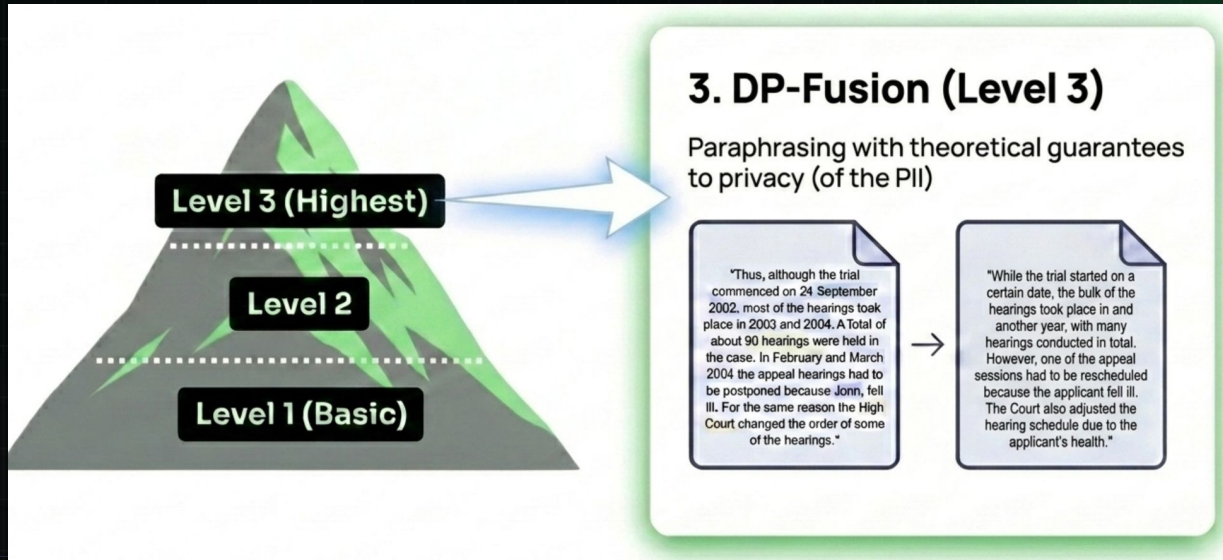 Level 3 (Highest)
Level 2
Level 1 (Basic)
3. DP-Fusion (Level 3)
Paraphrasing with theoretical guarantees
to privacy (of the PII)
"Thus, although the trial
commenced on 24 September
2002, most of the hearings toak
place in 2003 and 2004. A Total of
about 90 hearings were held in
the case. In February and March
2004 the appeal hearings had to
be postponed because Jonn, fell
Ill. For the same reason the High
Court changed the order of some
of the hearings."
"While the trial started on a
certain date, the bulk of the
hearings took place in and
another year, with many
hearings conducted in total.
However, one of the appeal
sessions had to be rescheduled
because the applicant fell ill.
The Court also adjusted the
hearing schedule due to the
applicant's health."